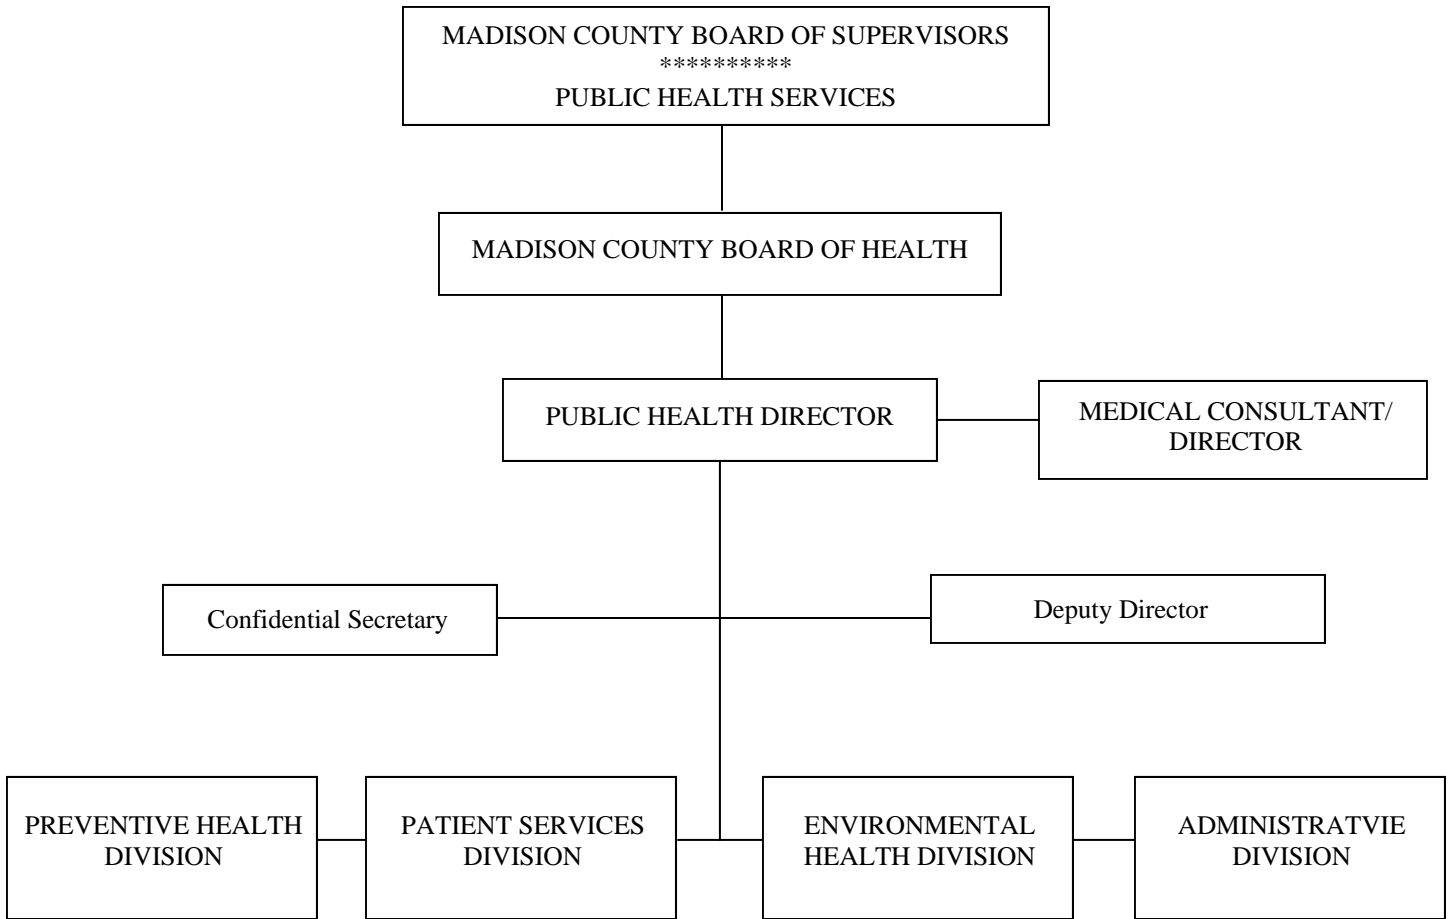 MADISON COUNTY BOARD OF SUPERVISORS
**********
PUBLIC HEALTH SERVICES
MADISON COUNTY BOARD OF HEALTH
PUBLIC HEALTH DIRECTOR
MEDICAL CONSULTANT/
DIRECTOR
Confidential Secretary
Deputy Director
PREVENTIVE HEALTH
DIVISION
PATIENT SERVICES
DIVISION
ENVIRONMENTAL
HEALTH DIVISION
ADMINISTRATVIE
DIVISION